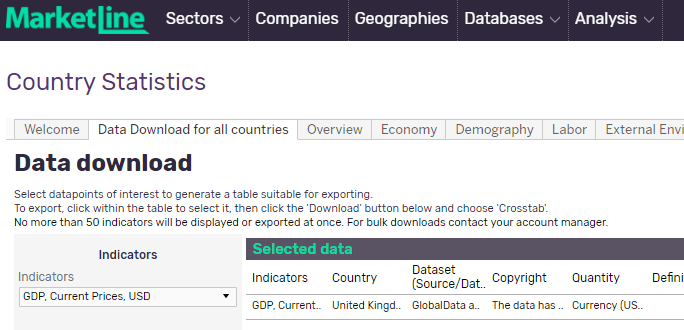 MarketLine Sectors Companies Geographies Databases Analysis
Country Statistics
Welcome Data Download for all countries Overview Economy Demography Labor External Envi
Data download
Select datapoints of interest to generate a table suitable for exporting.
To export, click within the table to select it, then click the 'Download' button below and choose 'Crosstab'.
No more than 50 indicators will be displayed or exported at once. For bulk downloads contact your account manager.
Indicators
Indicators
GDP, Current Prices, USD
Selected data
Indicators Country Dataset (Source/Dat.. Copyright Quantity Defini
GDP, Current.. United Kingd.. GlobalData a.. The data has .. Currency (US..